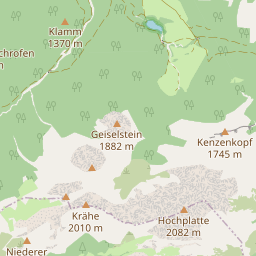 Klamm
1370 m
chrofen
Geiselstein
1882 m
Kenzenkopf
1745 m
Krähe
2010 m
Hochplatte
2082 m
Niederer